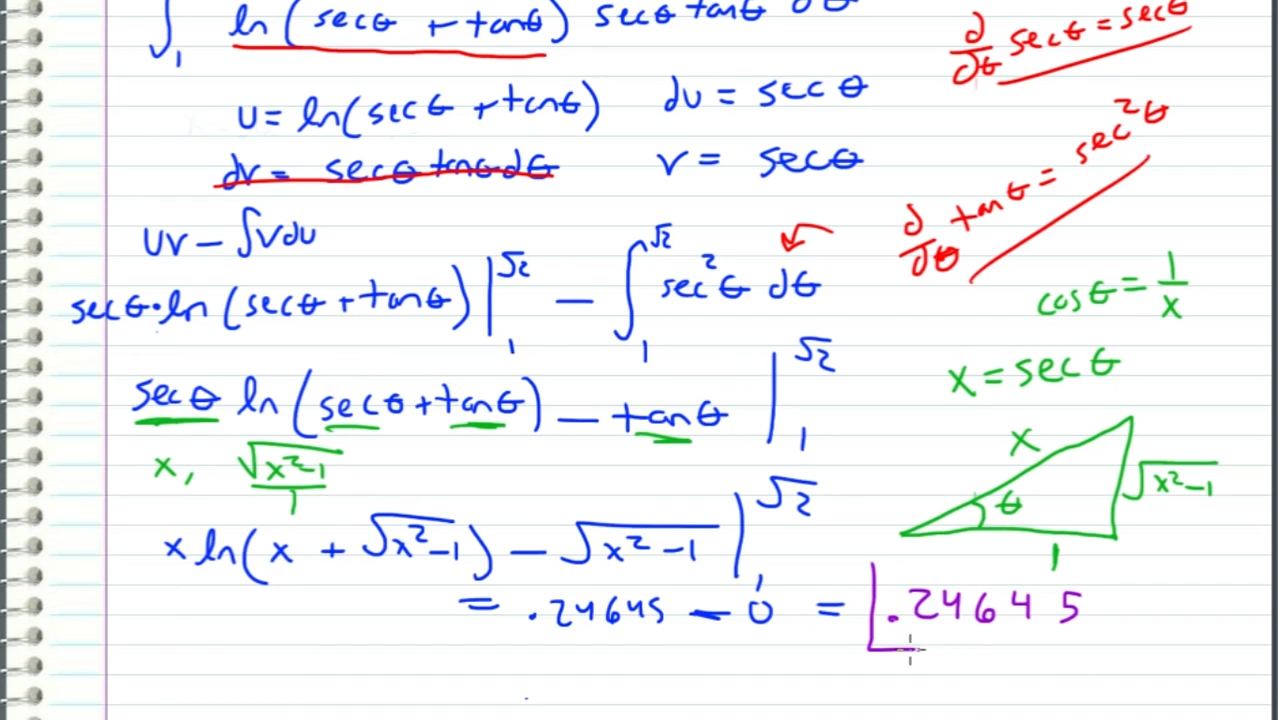 ∫₁ ln(secθ + tanθ) secθ tanθ dθ
d/dθ secθ = secθ
u = ln(secθ + tanθ) du = secθ
dv = secθ tanθ dθ v = secθ
d/dθ tanθ = sec²θ
uv − ∫vdu
secθ·ln(secθ + tanθ) |₁^√2 − ∫₁^√2 sec²θ dθ
cosθ = 1/x
x = secθ
secθ ln(secθ + tanθ) − tanθ |₁^√2
x, √(x²−1)/1
x
θ
√(x²−1)
1
x ln(x + √(x²−1)) − √(x²−1) |₁^√2
= .24645 − 0 = .24645